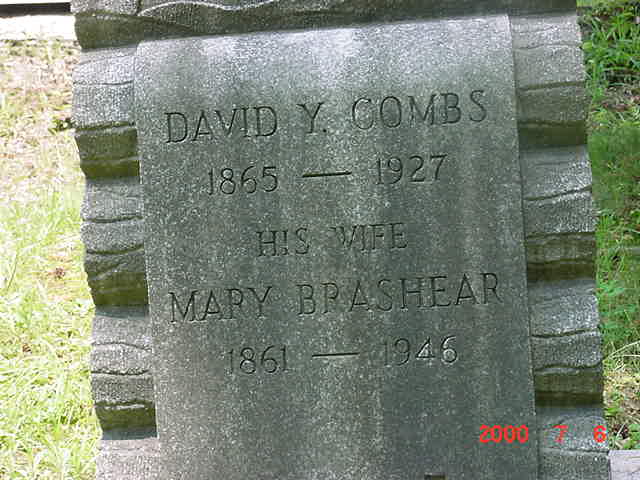 DAVID Y. COMBS
1865 — 1927
HIS WIFE
MARY BRASHEAR
1861 — 1946
2000 7 6